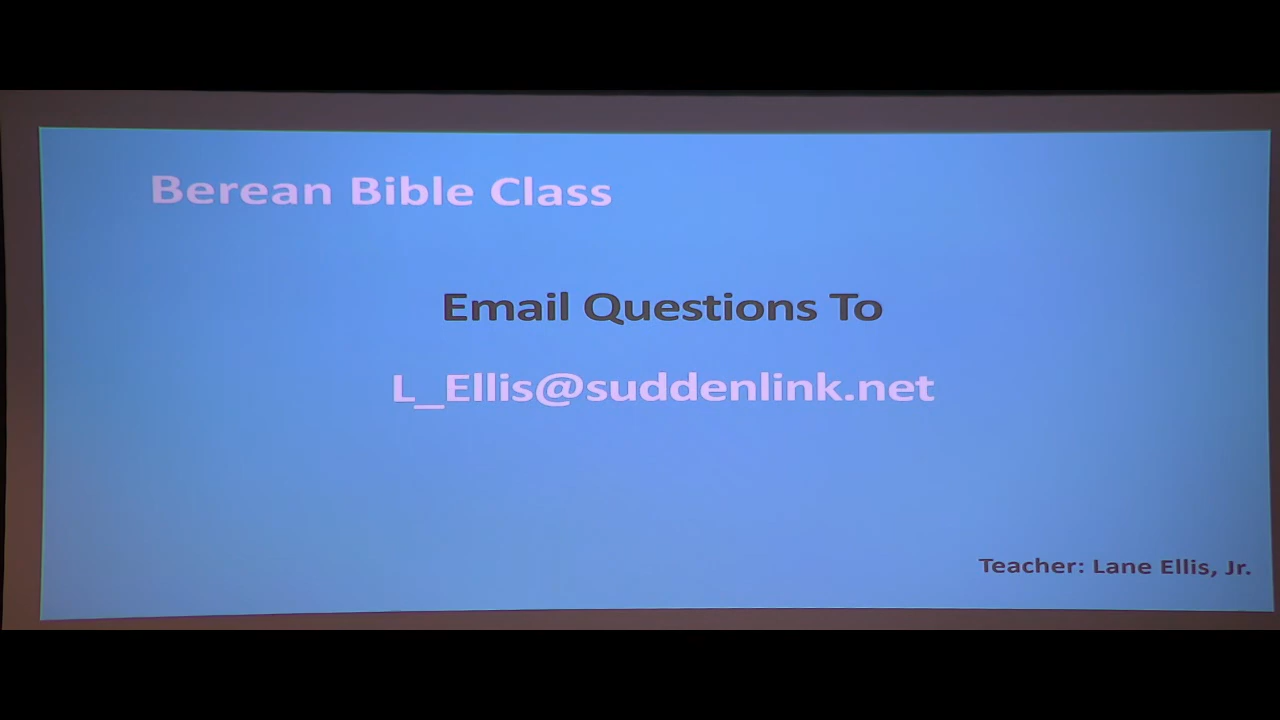 Berean Bible Class
Email Questions To
L_Ellis@suddenlink.net
Teacher: Lane Ellis, Jr.